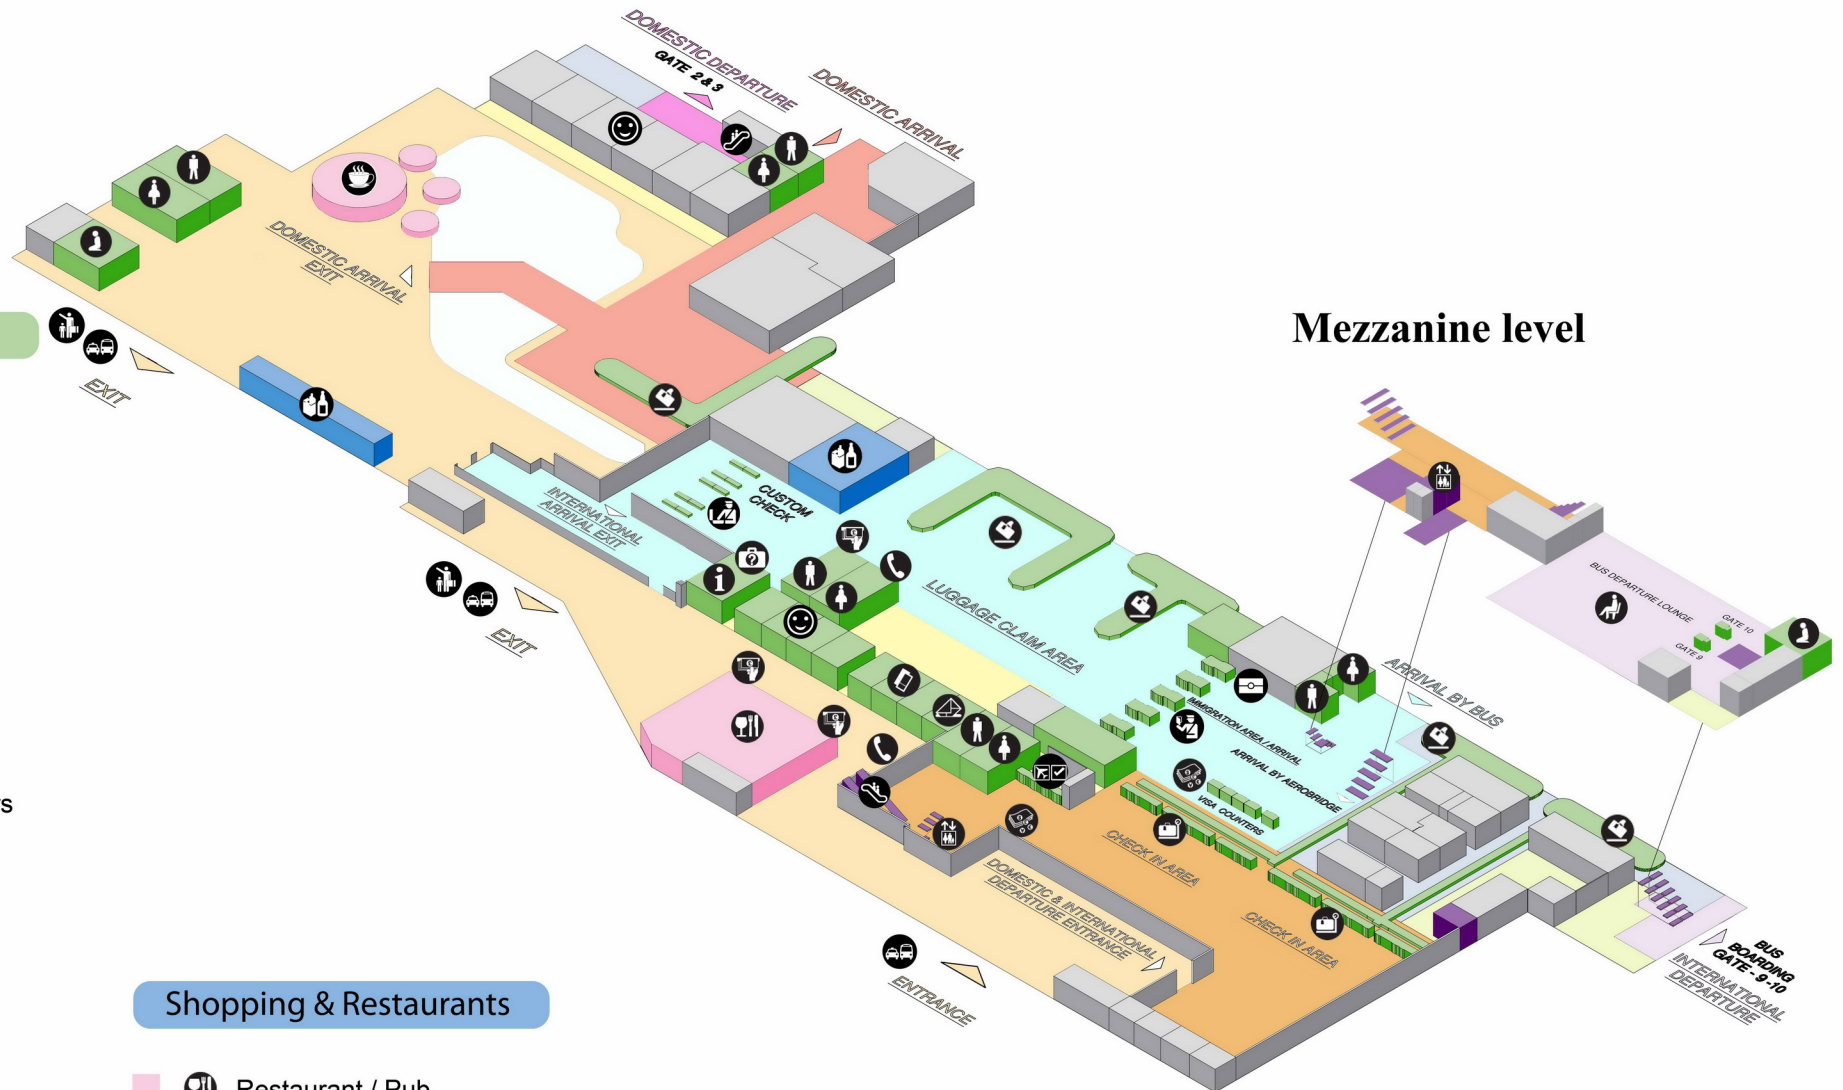 DOMESTIC DEPARTURE
GATE 2 & 3
DOMESTIC ARRIVAL
DOMESTIC ARRIVAL
EXIT
EXIT
Mezzanine level
CUSTOM
CHECK
INTERNATIONAL
ARRIVAL EXIT
i
LUGGAGE CLAIM AREA
BUS DEPARTURE LOUNGE
GATE 10
GATE 9
EXIT
ARRIVAL BY BUS
IMMIGRATION AREA / ARRIVAL
ARRIVAL BY AEROBRIDGE
VISA COUNTERS
rs
CHECK IN AREA
DOMESTIC & INTERNATIONAL
DEPARTURE ENTRANCE
CHECK IN AREA
ENTRANCE
BUS
BOARDING
GATE - 9 -10
INTERNATIONAL
DEPARTURE
Shopping & Restaurants
Restaurant / Pub